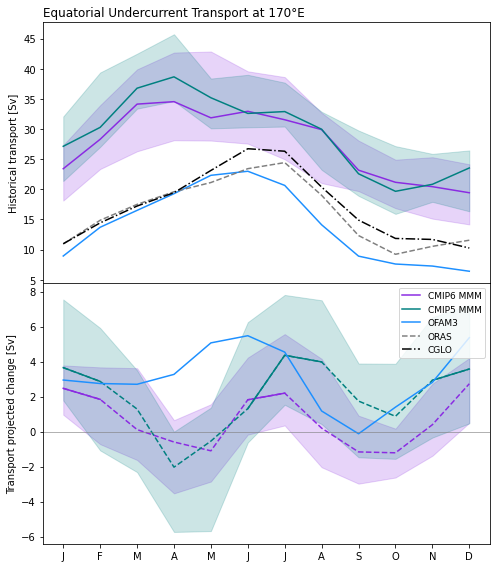 Equatorial Undercurrent Transport at 170°E
Historical transport [Sv]
45
40
35
30
25
20
15
10
5
Transport projected change [Sv]
8
6
4
2
0
−2
−4
−6
CMIP6 MMM
CMIP5 MMM
OFAM3
ORAS
CGLO
J F M A M J J A S O N D